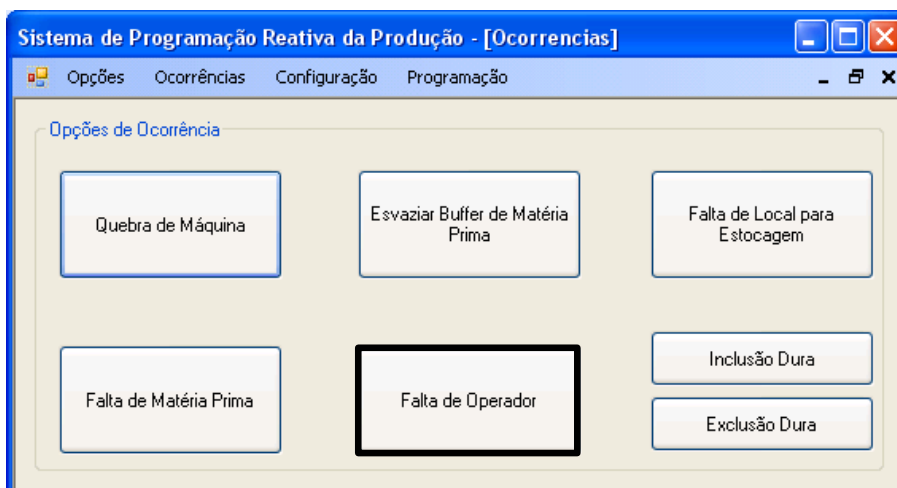 Sistema de Programação Reativa da Produção - [Ocorrencias]
Opções Ocorrências Configuração Programação
Opções de Ocorrência
Quebra de Máquina
Esvaziar Buffer de Matéria
Prima
Falta de Local para
Estocagem
Falta de Matéria Prima
Falta de Operador
Inclusão Dura
Exclusão Dura